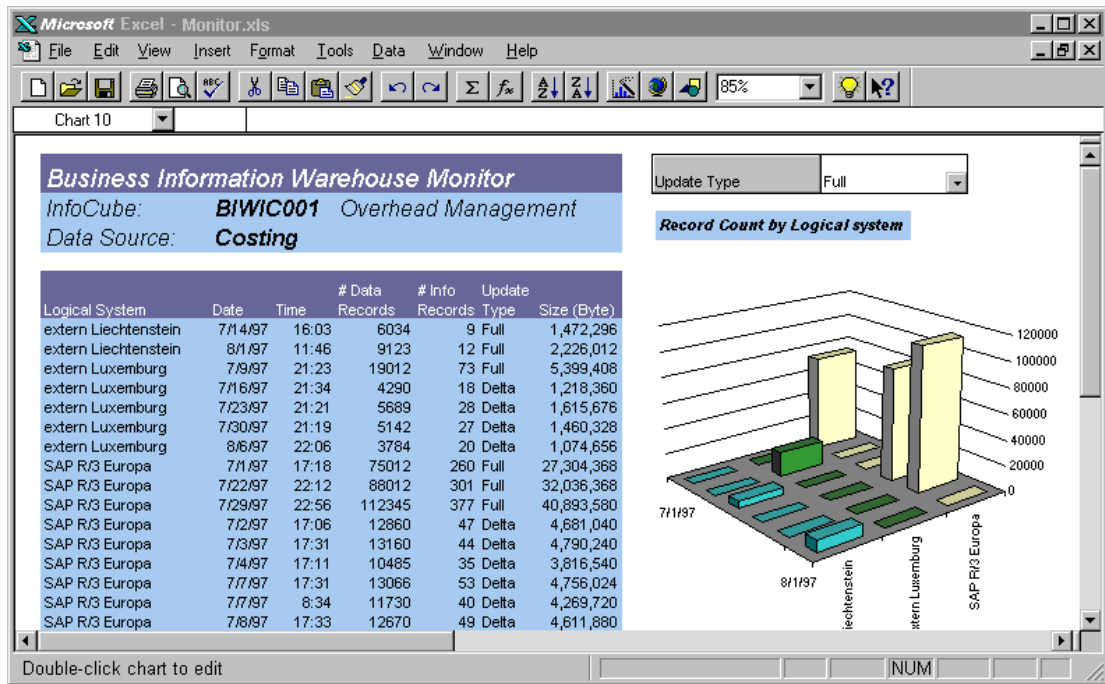 Microsoft Excel - Monitor.xls
File Edit View Insert Format Tools Data Window Help
ABC
Σ
A Z
Z A
85%
?
Chart 10
Business Information Warehouse Monitor
InfoCube: BIWIC001 Overhead Management
Data Source: Costing
Update Type Full
Record Count by Logical system
# Data # Info Update
Logical System Date Time Records Records Type Size (Byte)
extern Liechtenstein 7/14/97 16:03 6034 9 Full 1,472,296
extern Liechtenstein 8/1/97 11:46 9123 12 Full 2,226,012
extern Luxemburg 7/9/97 21:23 19012 73 Full 5,399,408
extern Luxemburg 7/16/97 21:34 4290 18 Delta 1,218,360
extern Luxemburg 7/23/97 21:21 5689 28 Delta 1,615,676
extern Luxemburg 7/30/97 21:19 5142 27 Delta 1,460,328
extern Luxemburg 8/6/97 22:06 3784 20 Delta 1,074,656
SAP R/3 Europa 7/1/97 17:18 75012 260 Full 27,304,368
SAP R/3 Europa 7/22/97 22:12 88012 301 Full 32,036,368
SAP R/3 Europa 7/29/97 22:56 112345 377 Full 40,893,580
SAP R/3 Europa 7/2/97 17:06 12860 47 Delta 4,681,040
SAP R/3 Europa 7/3/97 17:31 13160 44 Delta 4,790,240
SAP R/3 Europa 7/4/97 17:11 10485 35 Delta 3,816,540
SAP R/3 Europa 7/7/97 17:31 13066 53 Delta 4,756,024
SAP R/3 Europa 7/7/97 8:34 11730 40 Delta 4,269,720
SAP R/3 Europa 7/8/97 17:33 12670 49 Delta 4,611,880
120000
100000
80000
60000
40000
20000
0
7/1/97
8/1/97
iechtenstein
xtern Luxemburg
SAP R/3 Europa
Double-click chart to edit
NUM